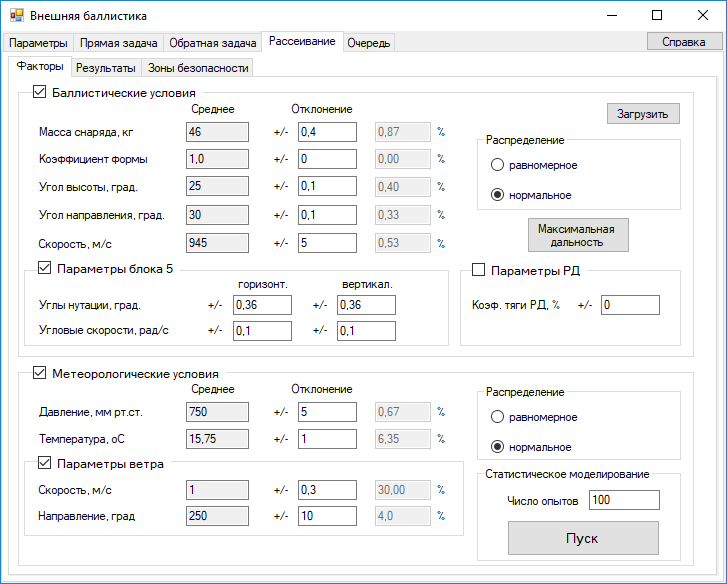 Внешняя баллистика
Параметры Прямая задача Обратная задача Рассеивание Очередь Справка
Факторы Результаты Зоны безопасности
Баллистические условия
Среднее Отклонение Загрузить
Масса снаряда, кг 46 +/- 0,4 0,87 %
Распределение
Коэффициент формы 1,0 +/- 0 0,00 %
равномерное
Угол высоты, град. 25 +/- 0,1 0,40 %
нормальное
Угол направления, град. 30 +/- 0,1 0,33 %
Максимальная
дальность
Скорость, м/с 945 +/- 5 0,53 %
Параметры блока 5 Параметры РД
горизонт. вертикал.
Углы нутации, град. +/- 0,36 +/- 0,36 Коэф. тяги РД, % +/- 0
Угловые скорости, рад/с +/- 0,1 +/- 0,1
Метеорологические условия
Среднее Отклонение Распределение
Давление, мм рт.ст. 750 +/- 5 0,67 % равномерное
Температура, оС 15,75 +/- 1 6,35 % нормальное
Параметры ветра
Статистическое моделирование
Скорость, м/с 1 +/- 0,3 30,00 %
Число опытов 100
Направление, град 250 +/- 10 4,0 %
Пуск